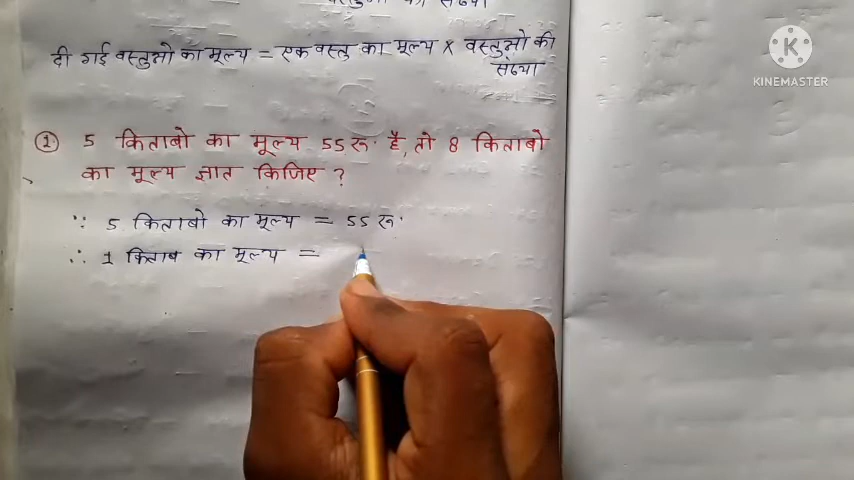 दी गई वस्तुओ का मूल्य = एक वस्तु का मूल्य x वस्तुओ की
संख्या
KINEMASTER
① 5 किताबो का मूल्य 55 रू. है, तो 8 किताबो
का मूल्य ज्ञात किजिए ?
∵ 5 किताबो का मूल्य = 55 रू.
∴ 1 किताब का मूल्य =